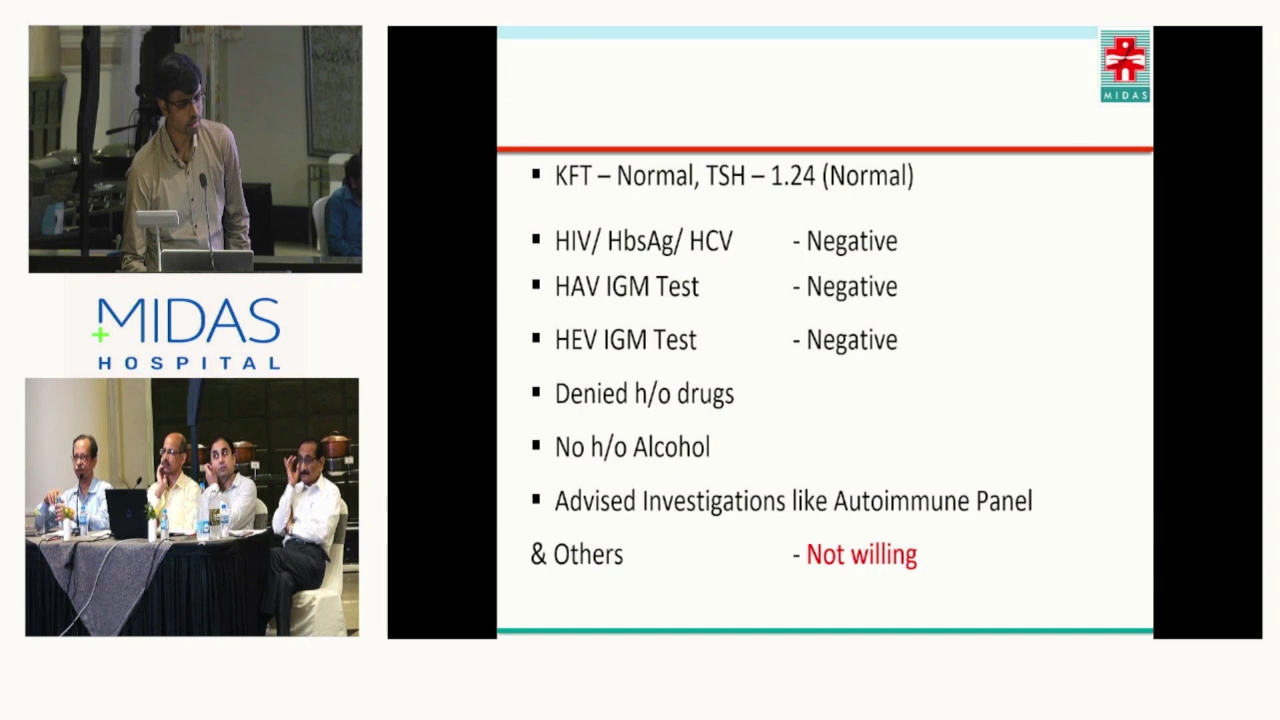 MIDAS
HOSPITAL
MIDAS
▪ KFT – Normal, TSH – 1.24 (Normal)
▪ HIV/ HbsAg/ HCV - Negative
▪ HAV IGM Test - Negative
▪ HEV IGM Test - Negative
▪ Denied h/o drugs
▪ No h/o Alcohol
▪ Advised Investigations like Autoimmune Panel
& Others - Not willing